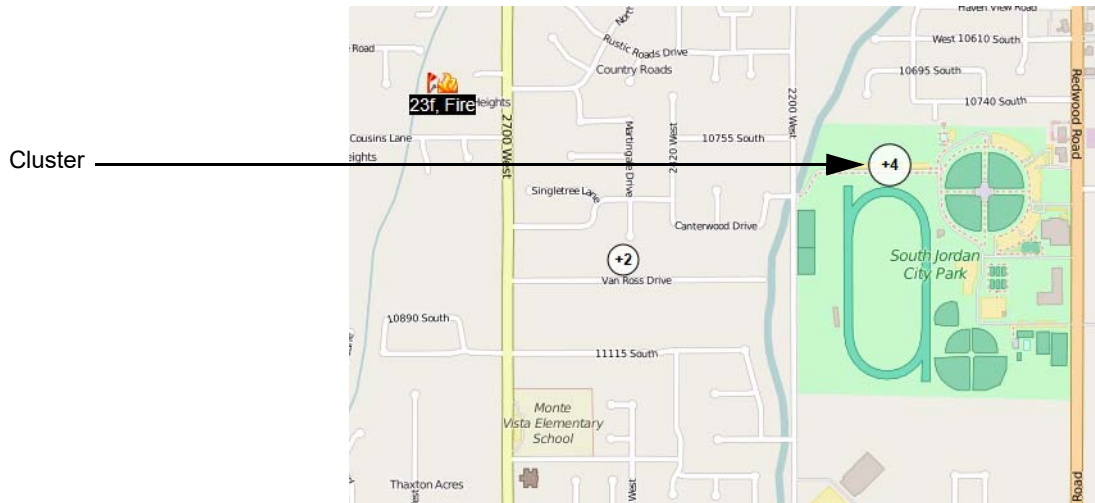 Haven View Road
West 10610 South
Rustic Roads Drive
Road
Country Roads
10695 South
Redwood Road
23f, Fire
Heights
2700 West
2200 West
10740 South
Cousins Lane
Martingale Drive
2620 West
10755 South
Cluster
+4
Singletree Lane
Canterwood Drive
+2
South Jordan
City Park
Van Ross Drive
10890 South
11115 South
Monte
Vista Elementary
School
Thaxton Acres
West
Road